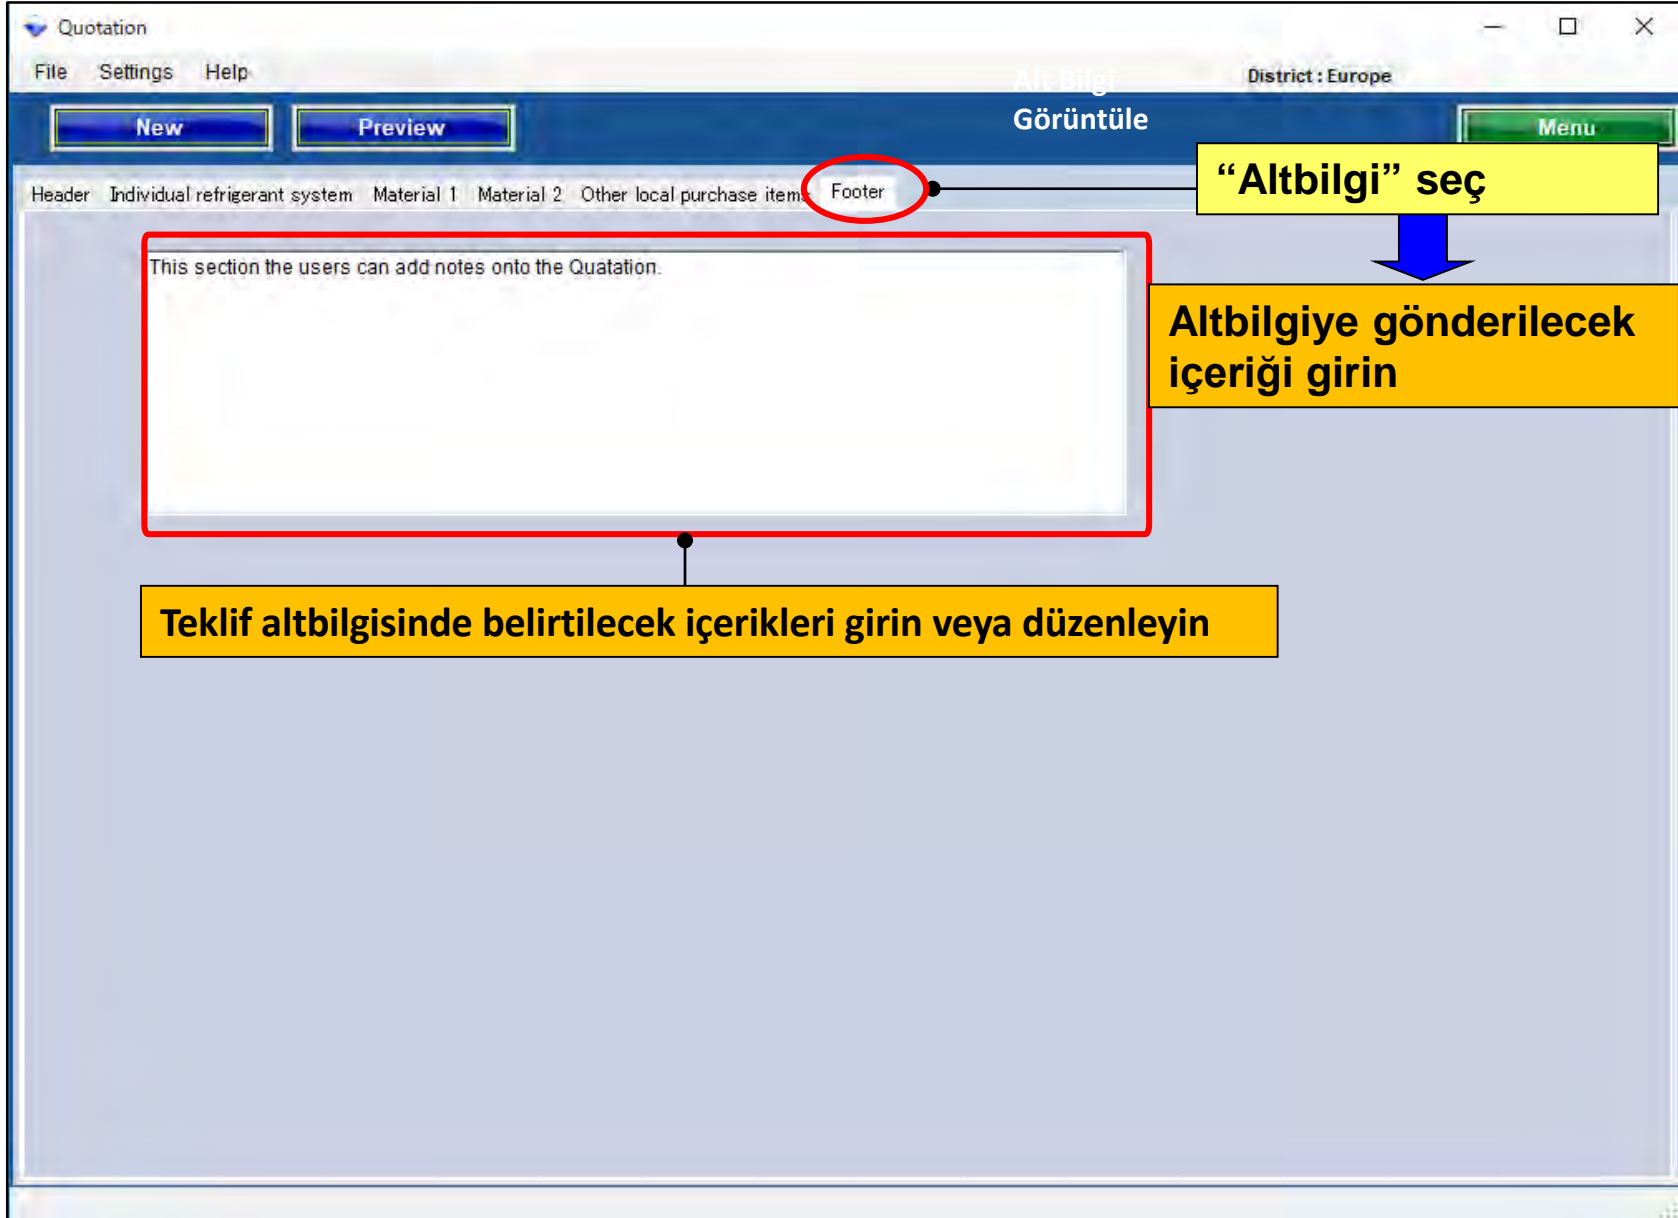 Quotation
File Settings Help
Alt Bilgi
Görüntüle
District : Europe
New Preview Menu
Header Individual refrigerant system Material 1 Material 2 Other local purchase items Footer
“Altbilgi” seç
This section the users can add notes onto the Quatation.
Altbilgiye gönderilecek
içeriği girin
Teklif altbilgisinde belirtilecek içerikleri girin veya düzenleyin